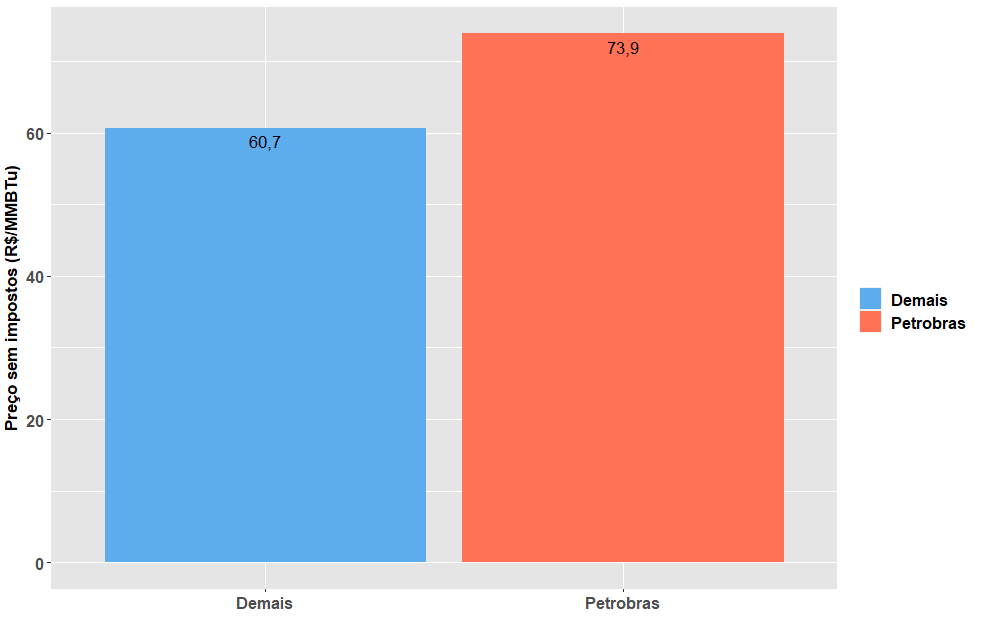 73,9
60
60,7
Preço sem impostos (R$/MMBTu)
40
Demais
Petrobras
20
0
Demais
Petrobras